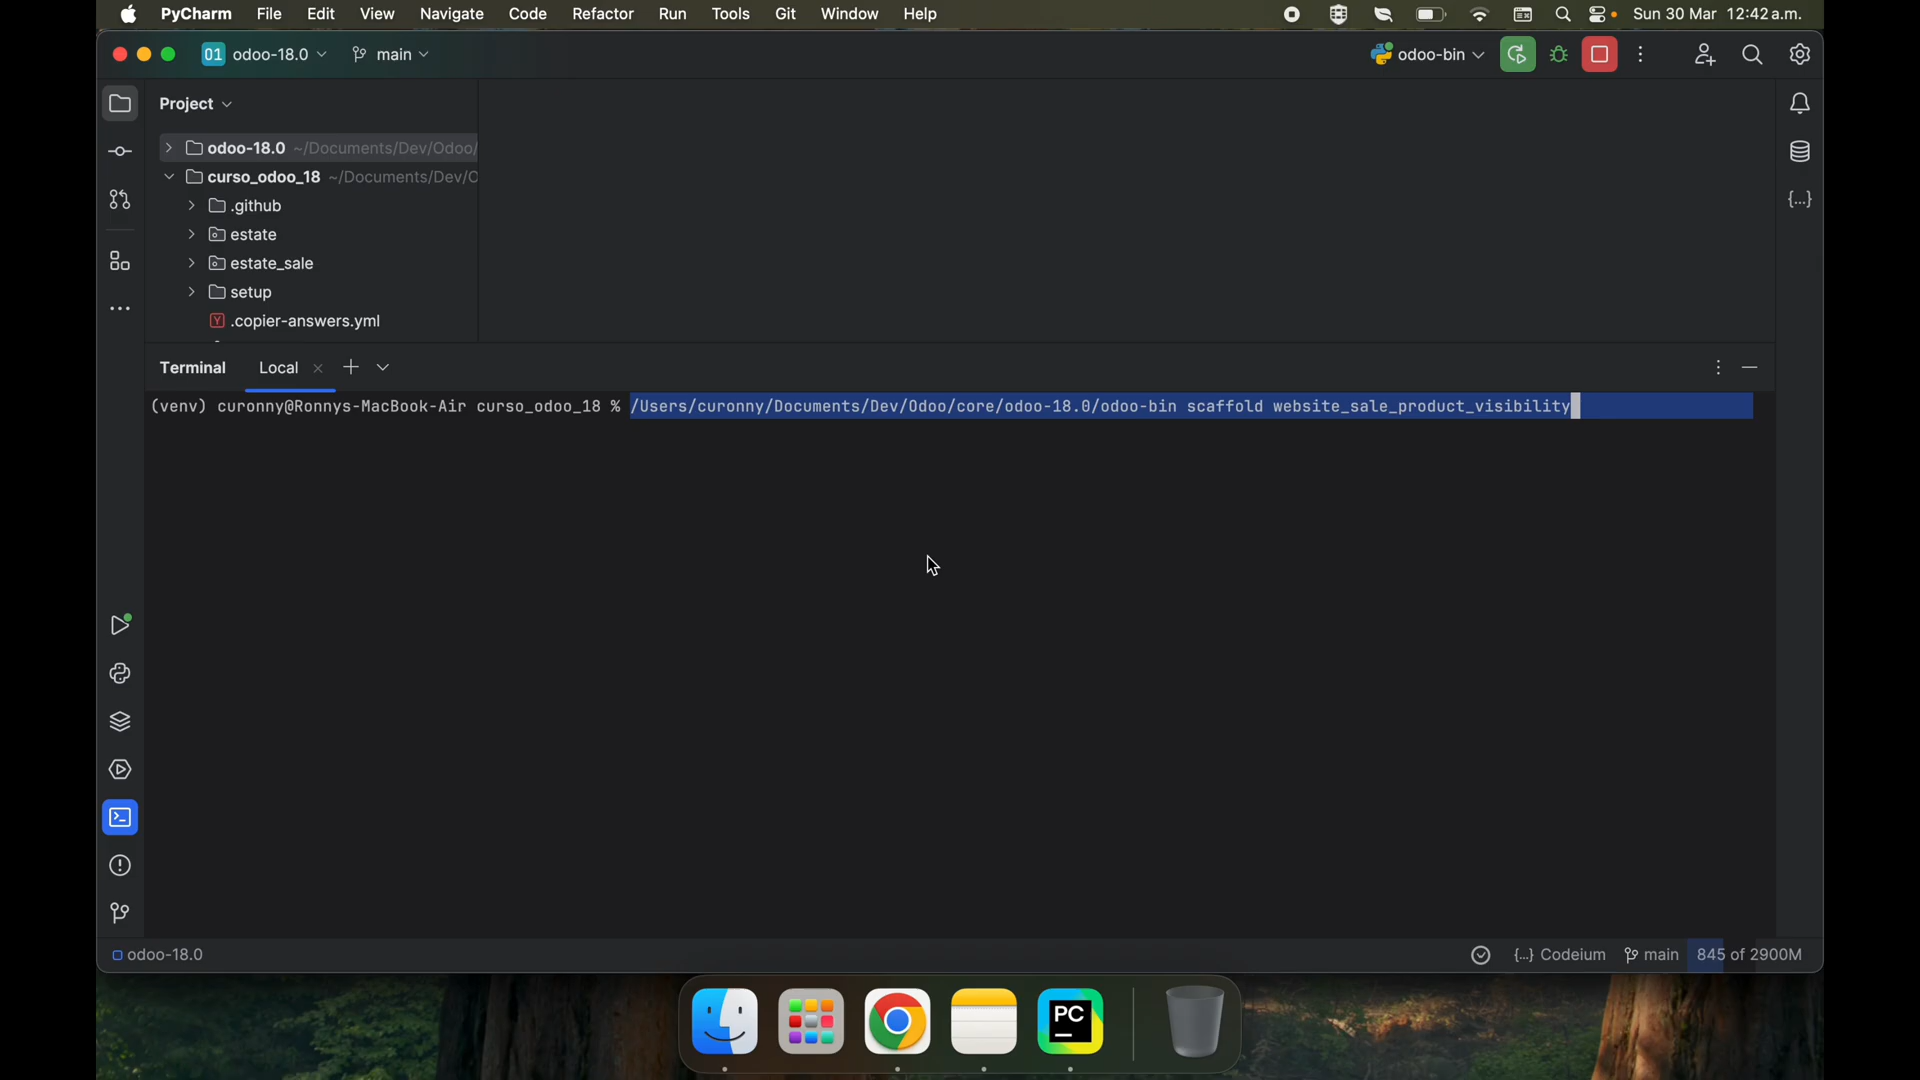 PyCharm File Edit View Navigate Code Refactor Run Tools Git Window Help Sun 30 Mar 12:42 a.m.
01 odoo-18.0 main odoo-bin
Project
odoo-18.0 ~/Documents/Dev/Odoo/
curso_odoo_18 ~/Documents/Dev/O
.github
estate
estate_sale
setup
Y .copier-answers.yml
Terminal Local
(venv) curonny@Ronnys-MacBook-Air curso_odoo_18 % /Users/curonny/Documents/Dev/Odoo/core/odoo-18.0/odoo-bin scaffold website_sale_product_visibility
odoo-18.0 {...} Codeium main 845 of 2900M
PC